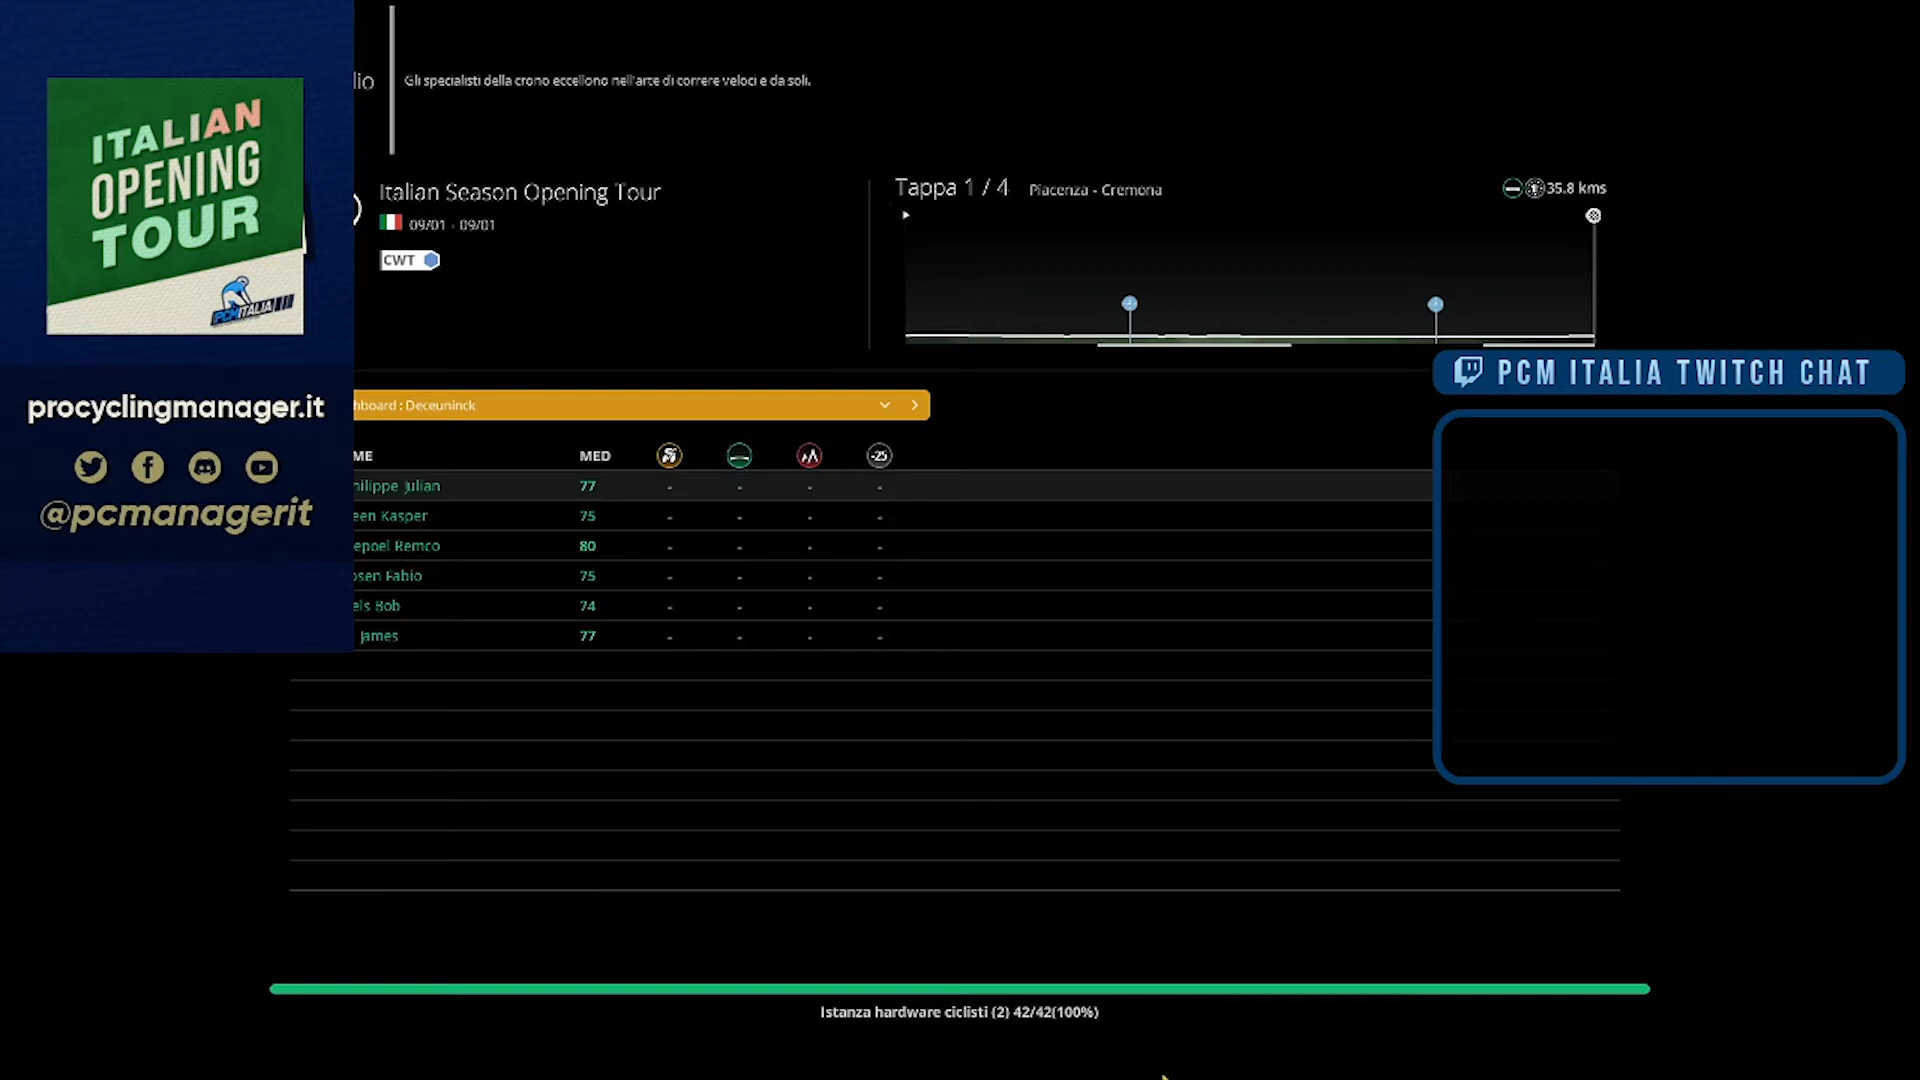 ITALIAN
OPENING
TOUR
PCMITALIA
procyclingmanager.it
@pcmanagerit
lio
Gli specialisti della crono eccellono nell'arte di correre veloci e da soli.
Italian Season Opening Tour
09/01 - 09/01
CWT
Tappa 1 / 4 Piacenza - Cremona
35.8 kms
PCM ITALIA TWITCH CHAT
hboard : Deceuninck
ME MED -25
hilippe Julian 77 - - - -
een Kasper 75 - - - -
epoel Remco 80 - - - -
osen Fabio 75 - - - -
els Bob 74 - - - -
James 77 - - - -
Istanza hardware ciclisti (2) 42/42(100%)